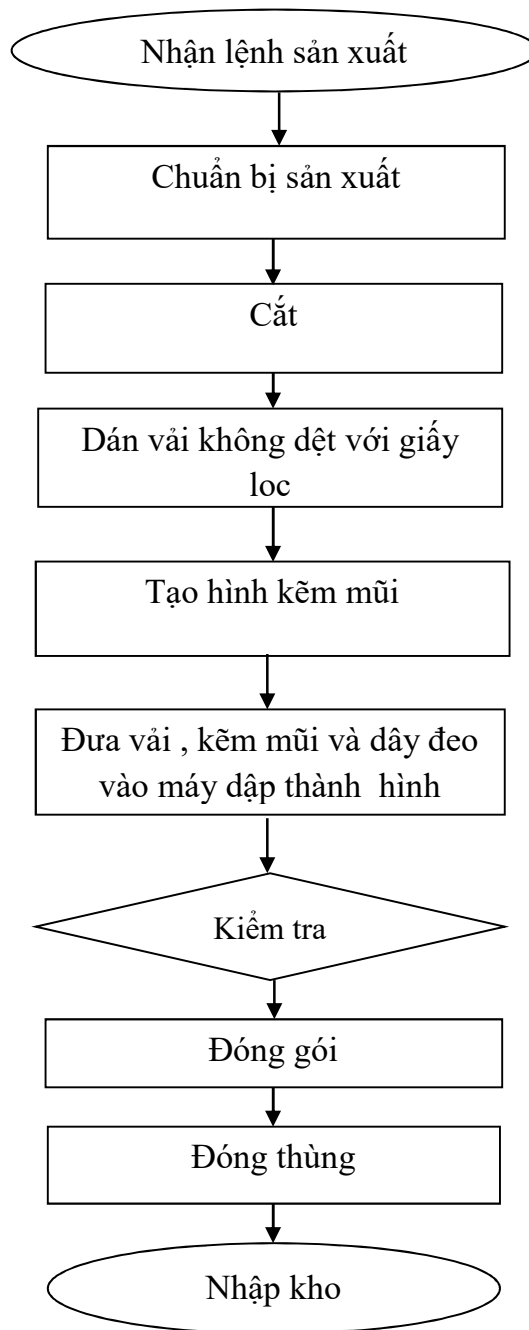 Nhận lệnh sản xuất
Chuẩn bị sản xuất
Cắt
Dán vải không dệt với giấy
loc
Tạo hình kẽm mũi
Đưa vải , kẽm mũi và dây đeo
vào máy dập thành hình
Kiểm tra
Đóng gói
Đóng thùng
Nhập kho